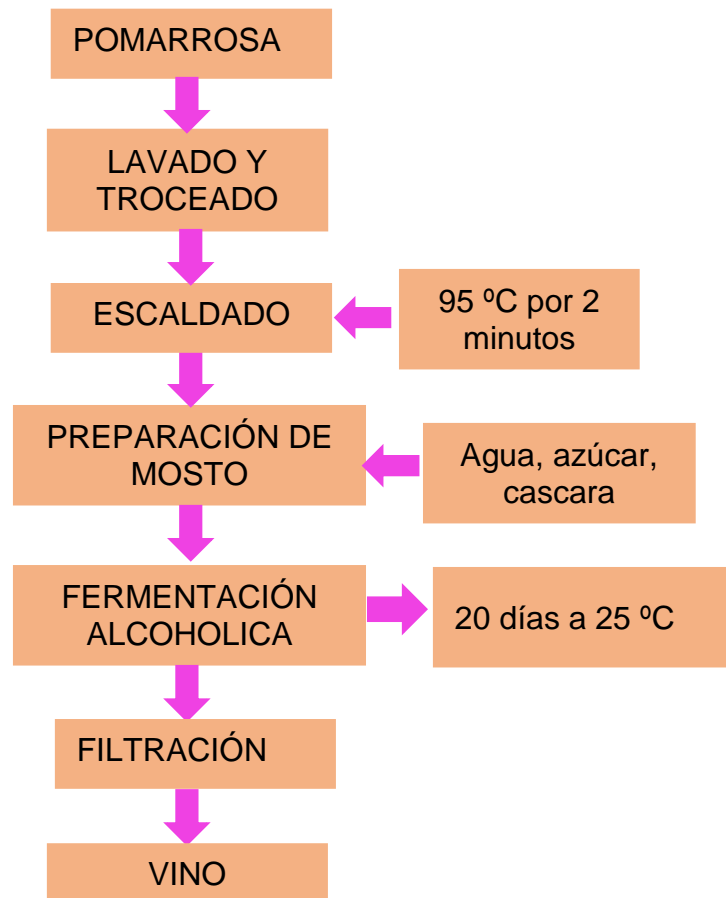 POMARROSA
LAVADO Y
TROCEADO
ESCALDADO
95 ºC por 2
minutos
PREPARACIÓN DE
MOSTO
Agua, azúcar,
cascara
FERMENTACIÓN
ALCOHOLICA
20 días a 25 ºC
FILTRACIÓN
VINO